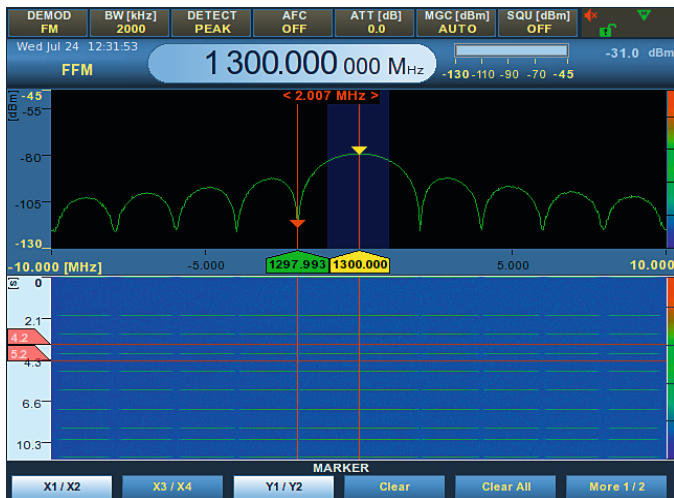 DEMOD BW [kHz] DETECT AFC ATT [dB] MGC [dBm] SQU [dBm]
FM 2000 PEAK OFF 0.0 AUTO OFF
Wed Jul 24 12:31:53
FFM
1 300.000 000 MHz
-31.0 dBm
-130 -110 -90 -70 -45
[dBm]
-45
< 2.007 MHz >
-55
-80
-105
-130
-10.000 [MHz] -5.000 1297.993 1300.000 5.000 10.000
[s] 0
2.1
4.2
5.2
4.3
6.6
10.3
MARKER
X1 / X2 X3 / X4 Y1 / Y2 Clear Clear All More 1 / 2